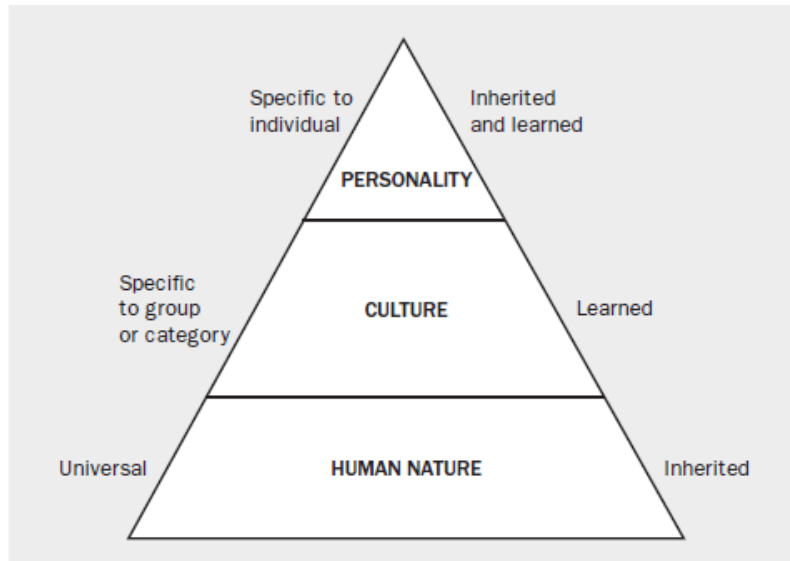 Specific to
individual
Inherited
and learned
PERSONALITY
Specific
to group
or category
CULTURE
Learned
Universal
HUMAN NATURE
Inherited